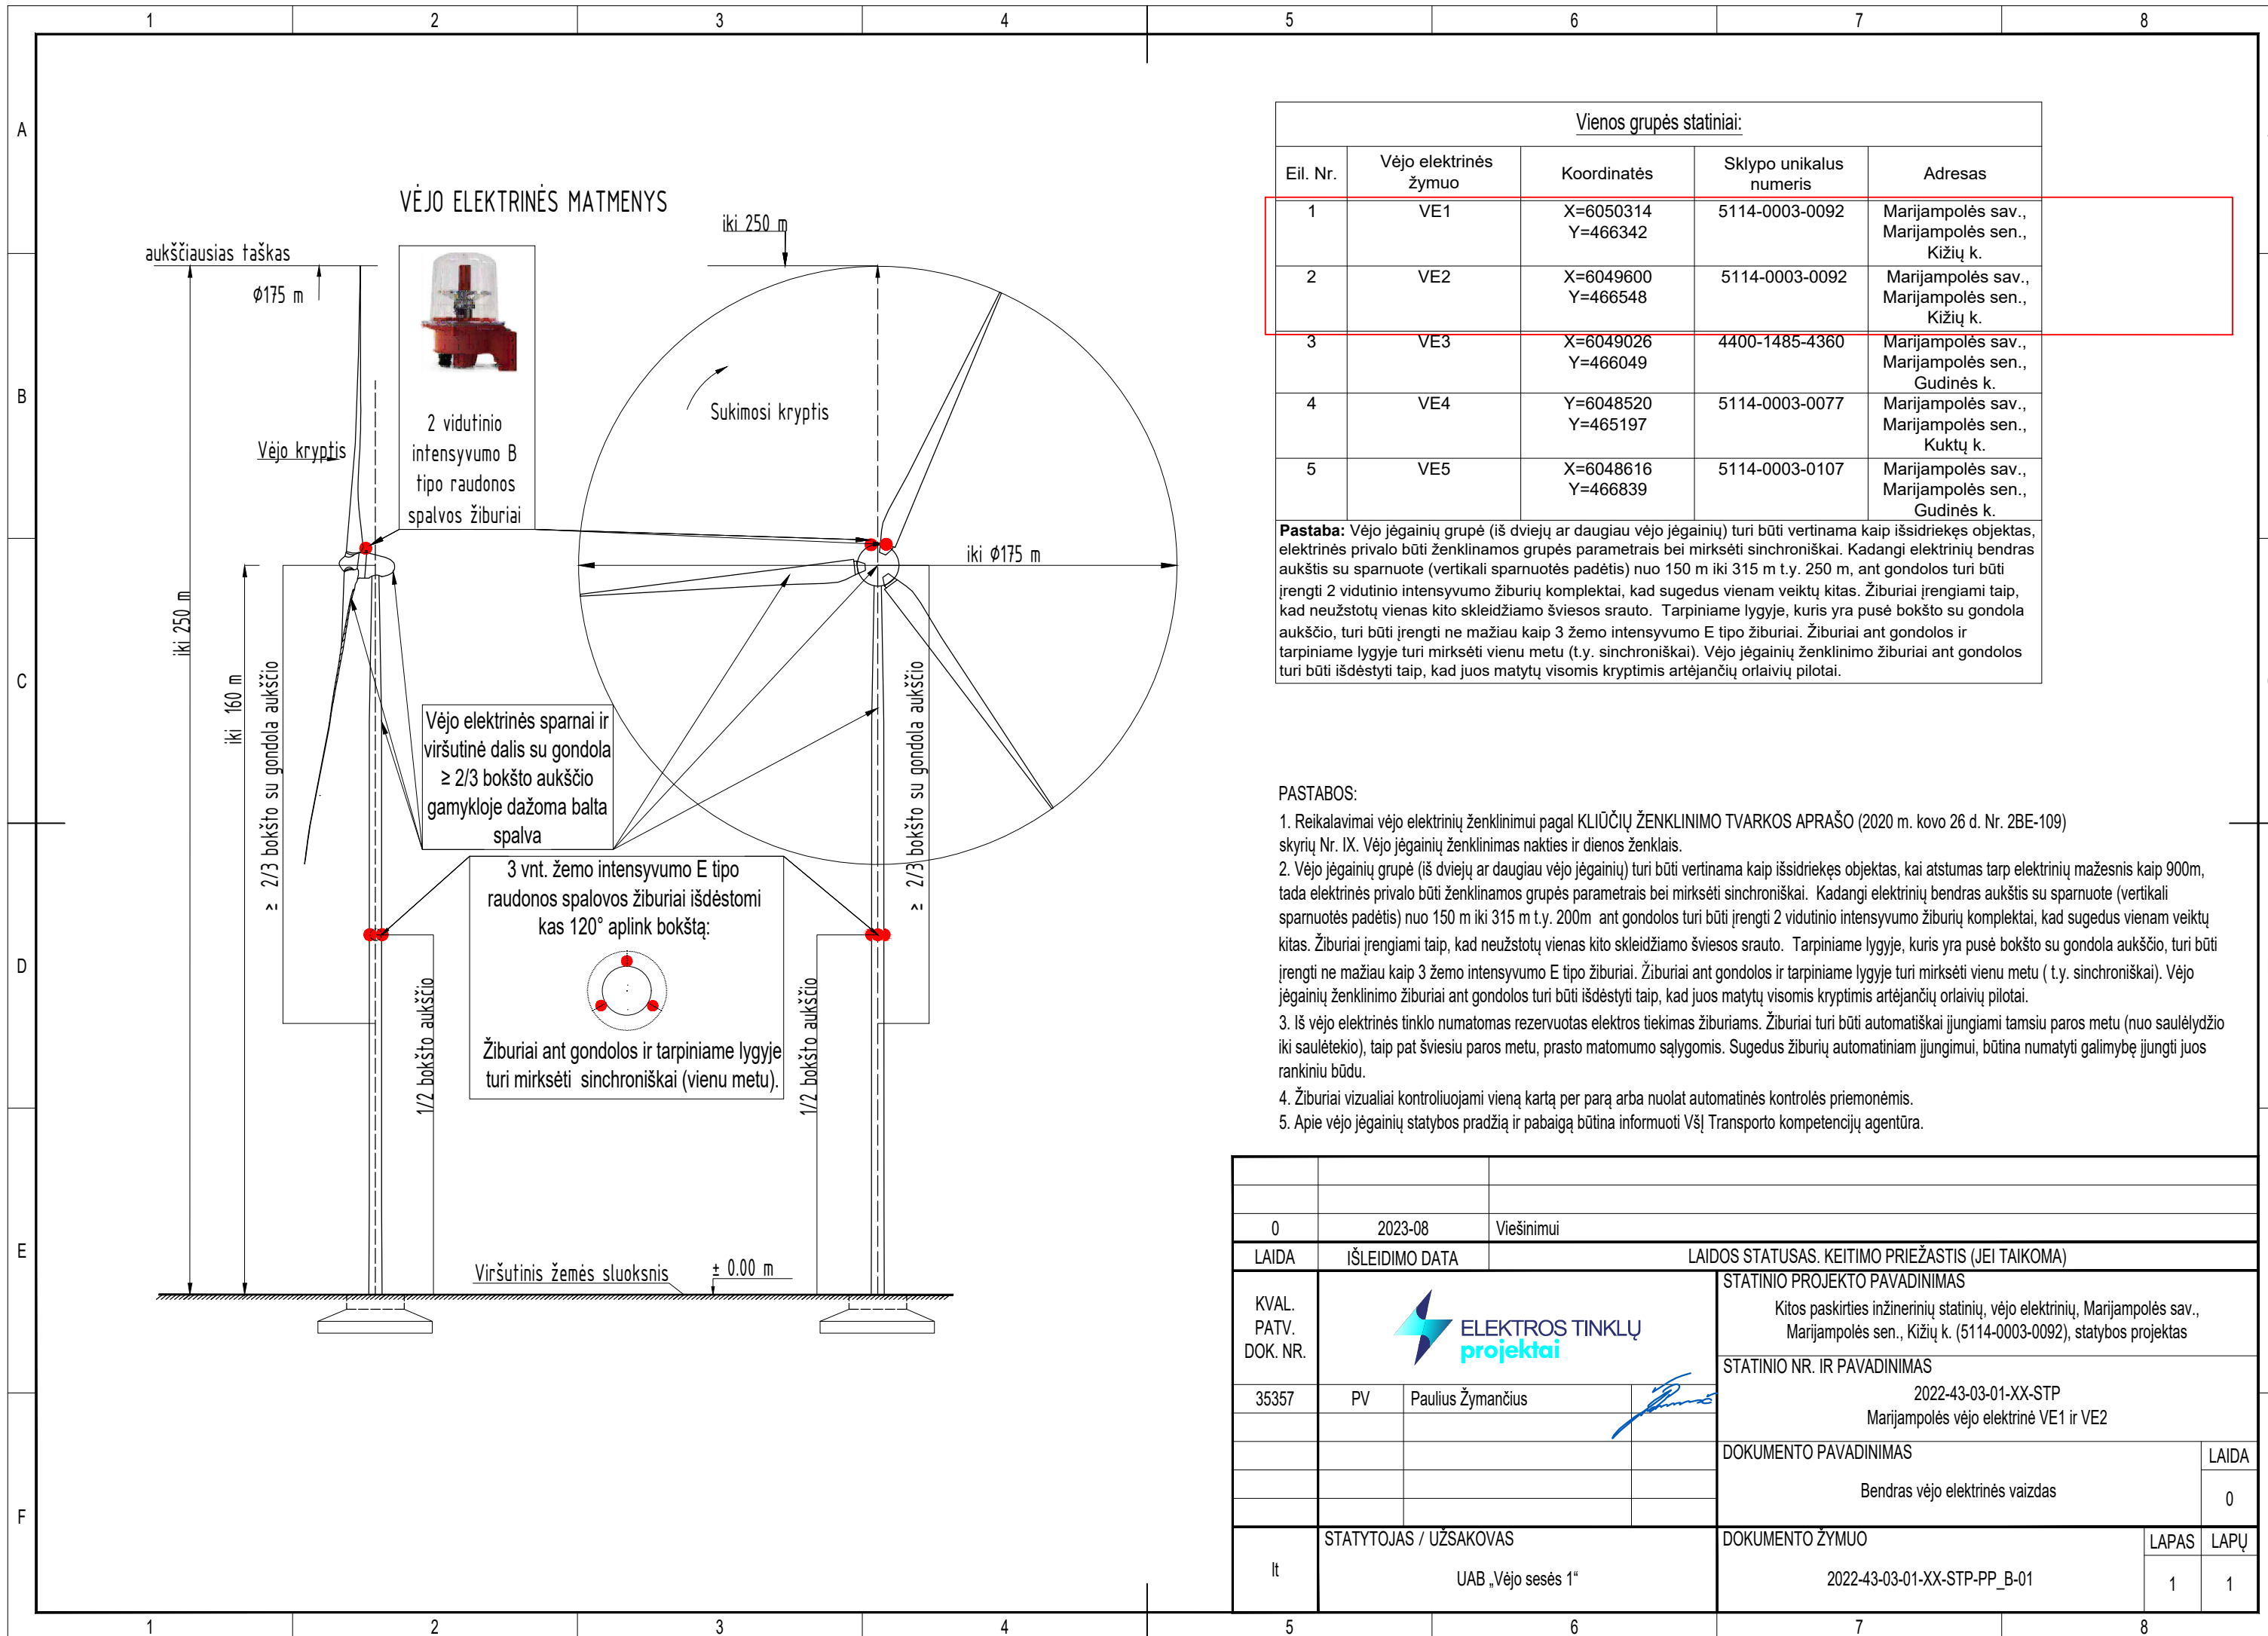 1 2 3 4 5 6 7 8
A
B
C
D
E
F
VĖJO ELEKTRINĖS MATMENYS
aukščiausias taškas
Ø175 m
iki 250 m
2 vidutinio
intensyvumo B
tipo raudonos
spalvos žiburiai
Vėjo kryptis
Sukimosi kryptis
iki Ø175 m
iki 250 m
iki 160 m
≥ 2/3 bokšto su gondola aukščio
Vėjo elektrinės sparnai ir
viršutinė dalis su gondola
≥ 2/3 bokšto aukščio
gamykloje dažoma balta
spalva
≥ 2/3 bokšto su gondola aukščio
3 vnt. žemo intensyvumo E tipo
raudonos spalovos žiburiai išdėstomi
kas 120° aplink bokštą:
Žiburiai ant gondolos ir tarpiniame lygyje
turi mirksėti sinchroniškai (vienu metu).
1/2 bokšto aukščio
1/2 bokšto aukščio
Viršutinis žemės sluoksnis
± 0.00 m
Vienos grupės statiniai:
Eil. Nr. Vėjo elektrinės žymuo Koordinatės Sklypo unikalus numeris Adresas
1 VE1 X=6050314 5114-0003-0092 Marijampolės sav.,
Y=466342 Marijampolės sen.,
Kižių k.
2 VE2 X=6049600 5114-0003-0092 Marijampolės sav.,
Y=466548 Marijampolės sen.,
Kižių k.
3 VE3 X=6049026 4400-1485-4360 Marijampolės sav.,
Y=466049 Marijampolės sen.,
Gudinės k.
4 VE4 Y=6048520 5114-0003-0077 Marijampolės sav.,
Y=465197 Marijampolės sen.,
Kuktų k.
5 VE5 X=6048616 5114-0003-0107 Marijampolės sav.,
Y=466839 Marijampolės sen.,
Gudinės k.
Pastaba: Vėjo jėgainių grupė (iš dviejų ar daugiau vėjo jėgainių) turi būti vertinama kaip išsidriekęs objektas,
elektrinės privalo būti ženklinamos grupės parametrais bei mirksėti sinchroniškai. Kadangi elektrinių bendras
aukštis su sparnuote (vertikali sparnuotės padėtis) nuo 150 m iki 315 m t.y. 250 m, ant gondolos turi būti
įrengti 2 vidutinio intensyvumo žiburių komplektai, kad sugedus vienam veiktų kitas. Žiburiai įrengiami taip,
kad neužstotų vienas kito skleidžiamo šviesos srauto. Tarpiniame lygyje, kuris yra pusė bokšto su gondola
aukščio, turi būti įrengti ne mažiau kaip 3 žemo intensyvumo E tipo žiburiai. Žiburiai ant gondolos ir
tarpiniame lygyje turi mirksėti vienu metu (t.y. sinchroniškai). Vėjo jėgainių ženklinimo žiburiai ant gondolos
turi būti išdėstyti taip, kad juos matytų visomis kryptimis artėjančių orlaivių pilotai.
PASTABOS:
1. Reikalavimai vėjo elektrinių ženklinimui pagal KLIŪČIŲ ŽENKLINIMO TVARKOS APRAŠO (2020 m. kovo 26 d. Nr. 2BE-109)
skyrių Nr. IX. Vėjo jėgainių ženklinimas nakties ir dienos ženklais.
2. Vėjo jėgainių grupė (iš dviejų ar daugiau vėjo jėgainių) turi būti vertinama kaip išsidriekęs objektas, kai atstumas tarp elektrinių mažesnis kaip 900m,
tada elektrinės privalo būti ženklinamos grupės parametrais bei mirksėti sinchroniškai. Kadangi elektrinių bendras aukštis su sparnuote (vertikali
sparnuotės padėtis) nuo 150 m iki 315 m t.y. 200m ant gondolos turi būti įrengti 2 vidutinio intensyvumo žiburių komplektai, kad sugedus vienam veiktų
kitas. Žiburiai įrengiami taip, kad neužstotų vienas kito skleidžiamo šviesos srauto. Tarpiniame lygyje, kuris yra pusė bokšto su gondola aukščio, turi būti
įrengti ne mažiau kaip 3 žemo intensyvumo E tipo žiburiai. Žiburiai ant gondolos ir tarpiniame lygyje turi mirksėti vienu metu ( t.y. sinchroniškai). Vėjo
jėgainių ženklinimo žiburiai ant gondolos turi būti išdėstyti taip, kad juos matytų visomis kryptimis artėjančių orlaivių pilotai.
3. Iš vėjo elektrinės tinklo numatomas rezervuotas elektros tiekimas žiburiams. Žiburiai turi būti automatiškai įjungiami tamsiu paros metu (nuo saulėlydžio
iki saulėtekio), taip pat šviesiu paros metu, prasto matomumo sąlygomis. Sugedus žiburių automatiniam įjungimui, būtina numatyti galimybę įjungti juos
rankiniu būdu.
4. Žiburiai vizualiai kontroliuojami vieną kartą per parą arba nuolat automatinės kontrolės priemonėmis.
5. Apie vėjo jėgainių statybos pradžią ir pabaigą būtina informuoti VšĮ Transporto kompetencijų agentūra.
0 2023-08 Viešinimui
LAIDA IŠLEIDIMO DATA LAIDOS STATUSAS. KEITIMO PRIEŽASTIS (JEI TAIKOMA)
KVAL.
PATV.
DOK. NR.
ELEKTROS TINKLŲ
projektai
STATINIO PROJEKTO PAVADINIMAS
Kitos paskirties inžinerinių statinių, vėjo elektrinių, Marijampolės sav.,
Marijampolės sen., Kižių k. (5114-0003-0092), statybos projektas
35357 PV Paulius Žymančius
STATINIO NR. IR PAVADINIMAS
2022-43-03-01-XX-STP
Marijampolės vėjo elektrinė VE1 ir VE2
DOKUMENTO PAVADINIMAS LAIDA
Bendras vėjo elektrinės vaizdas 0
lt STATYTOJAS / UŽSAKOVAS
UAB „Vėjo sesės 1“
DOKUMENTO ŽYMUO LAPAS LAPŲ
2022-43-03-01-XX-STP-PP_B-01 1 1
1 2 3 4 5 6 7 8